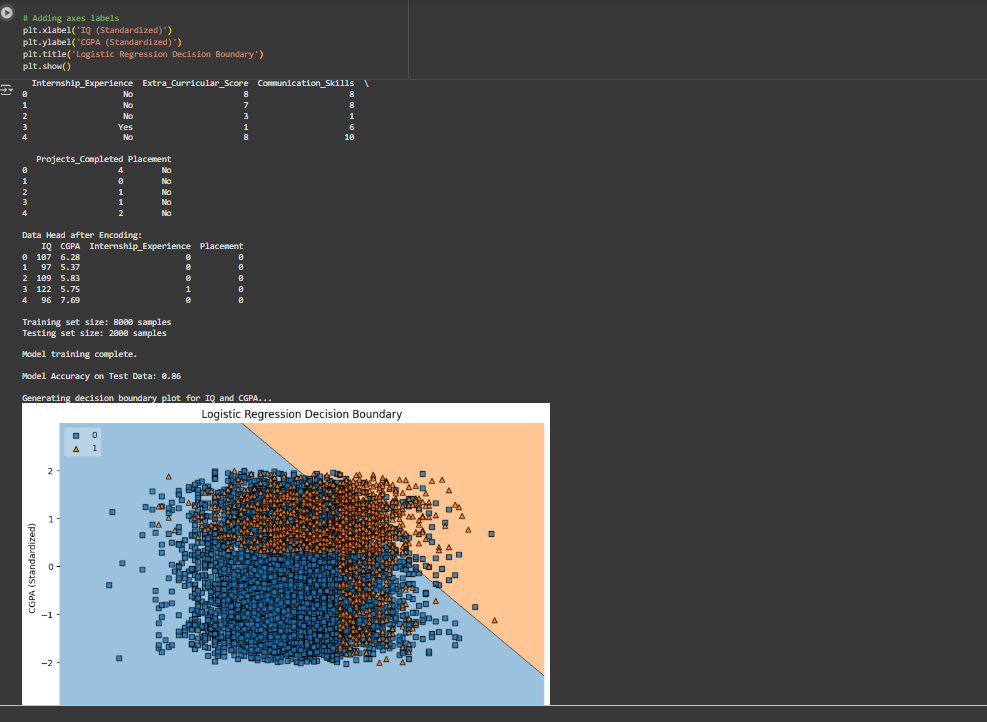 # Adding axes labels
plt.xlabel('IQ (Standardized)')
plt.ylabel('CGPA (Standardized)')
plt.title('Logistic Regression Decision Boundary')
plt.show()
Internship_Experience Extra_Curricular_Score Communication_Skills \
0 No 8 8
1 No 7 8
2 No 3 1
3 Yes 1 6
4 No 8 10
Projects_Completed Placement
0 4 No
1 0 No
2 1 No
3 1 No
4 2 No
Data Head after Encoding:
IQ CGPA Internship_Experience Placement
0 107 6.28 0 0
1 97 5.37 0 0
2 109 5.83 0 0
3 122 5.75 1 0
4 96 7.69 0 0
Training set size: 8000 samples
Testing set size: 2000 samples
Model training complete.
Model Accuracy on Test Data: 0.86
Generating decision boundary plot for IQ and CGPA...
Logistic Regression Decision Boundary
0
1
2
1
0
−1
−2
CGPA (Standardized)